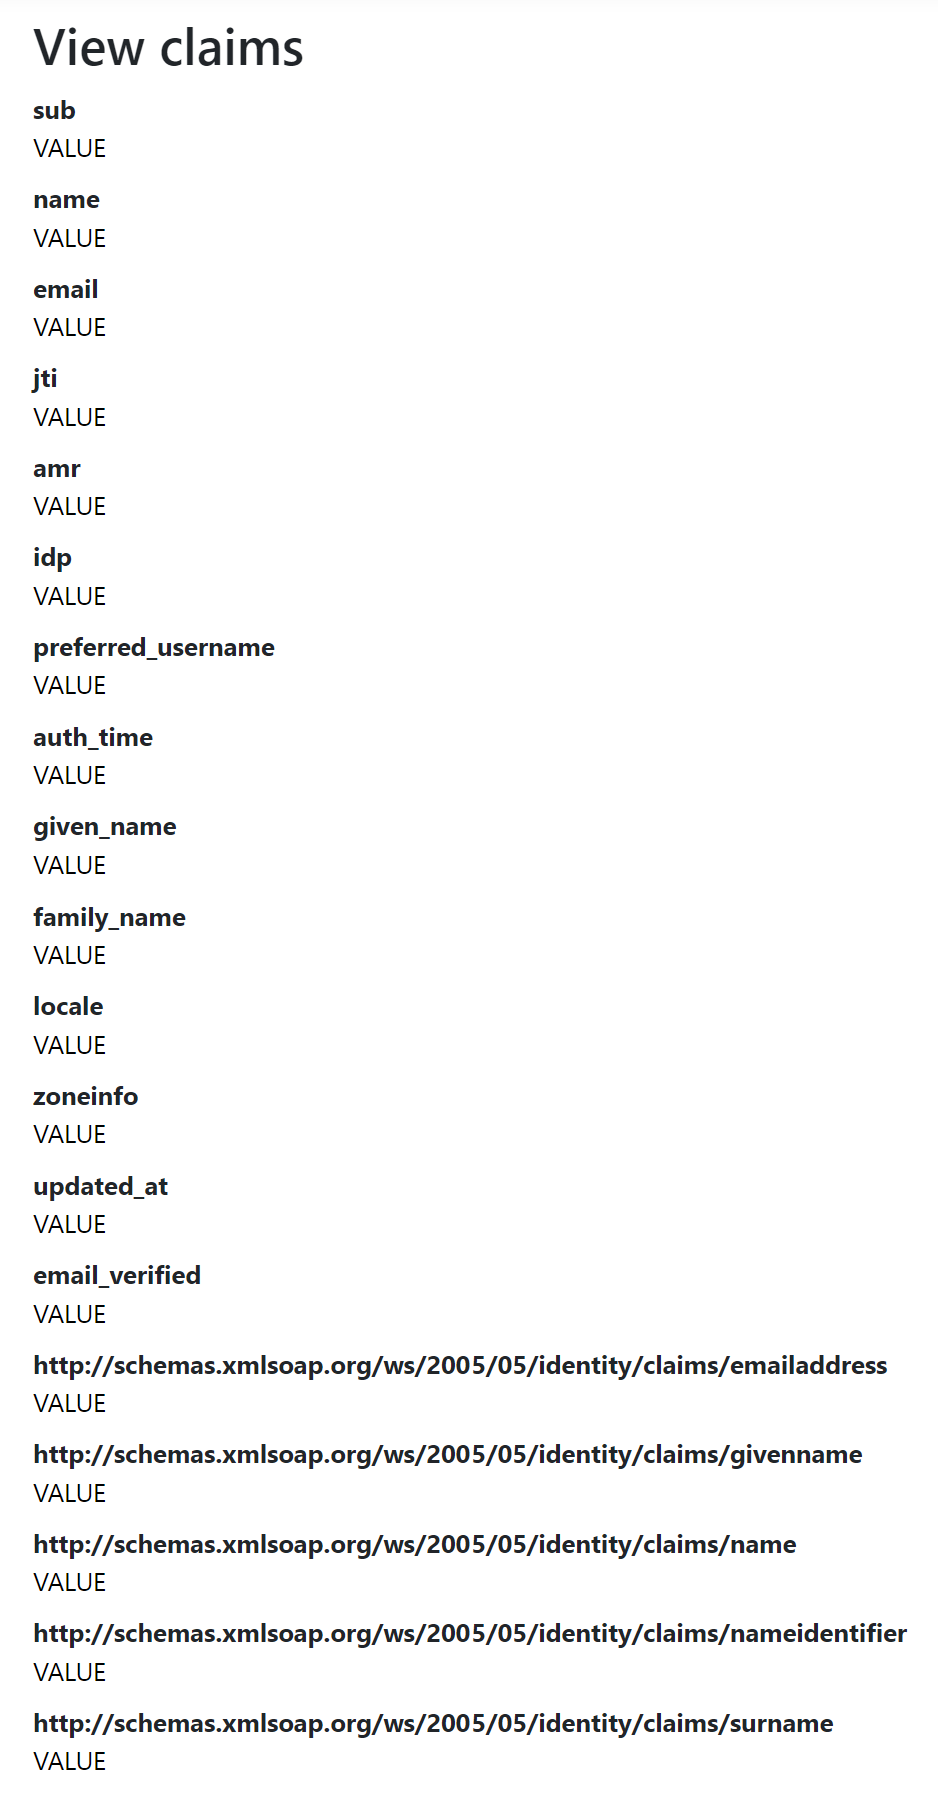 View claims
sub
VALUE
name
VALUE
email
VALUE
jti
VALUE
amr
VALUE
idp
VALUE
preferred_username
VALUE
auth_time
VALUE
given_name
VALUE
family_name
VALUE
locale
VALUE
zoneinfo
VALUE
updated_at
VALUE
email_verified
VALUE
http://schemas.xmlsoap.org/ws/2005/05/identity/claims/emailaddress
VALUE
http://schemas.xmlsoap.org/ws/2005/05/identity/claims/givenname
VALUE
http://schemas.xmlsoap.org/ws/2005/05/identity/claims/name
VALUE
http://schemas.xmlsoap.org/ws/2005/05/identity/claims/nameidentifier
VALUE
http://schemas.xmlsoap.org/ws/2005/05/identity/claims/surname
VALUE